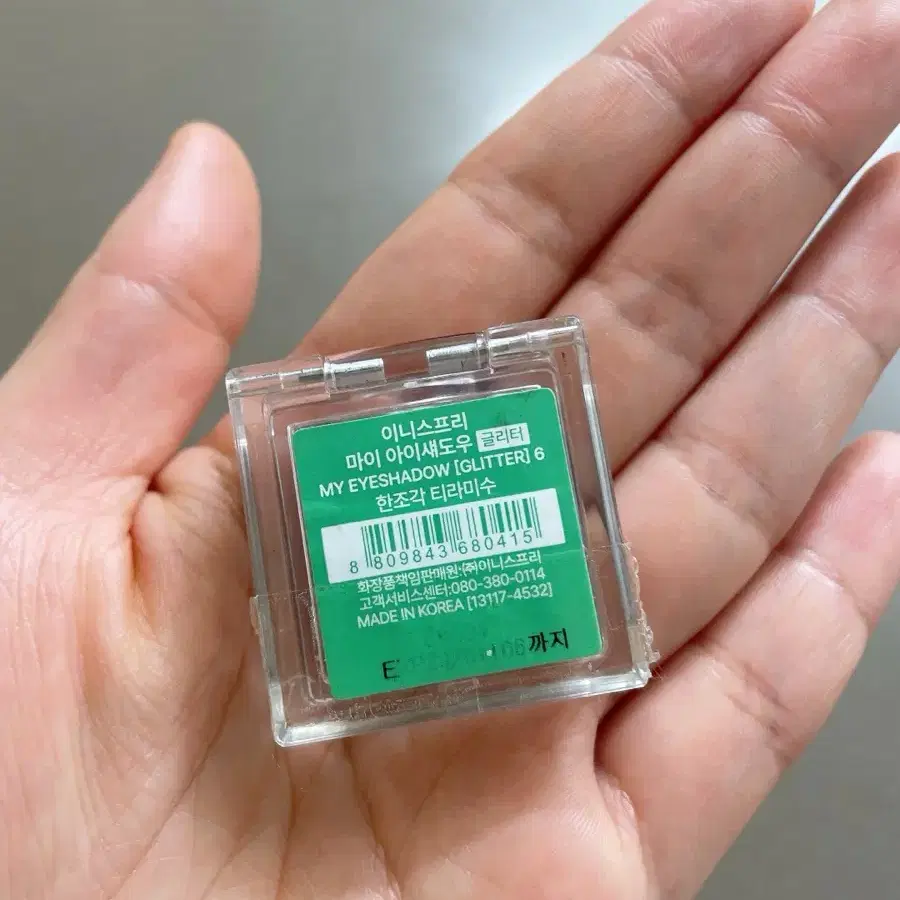 이니스프리
마이 아이섀도우 글리터
MY EYESHADOW [GLITTER] 6
한조각 티라미수
8 809843 680415
화장품책임판매원·(주)이니스프리
고객서비스센터:080-380-0114
MADE IN KOREA [13117-4532]
까지